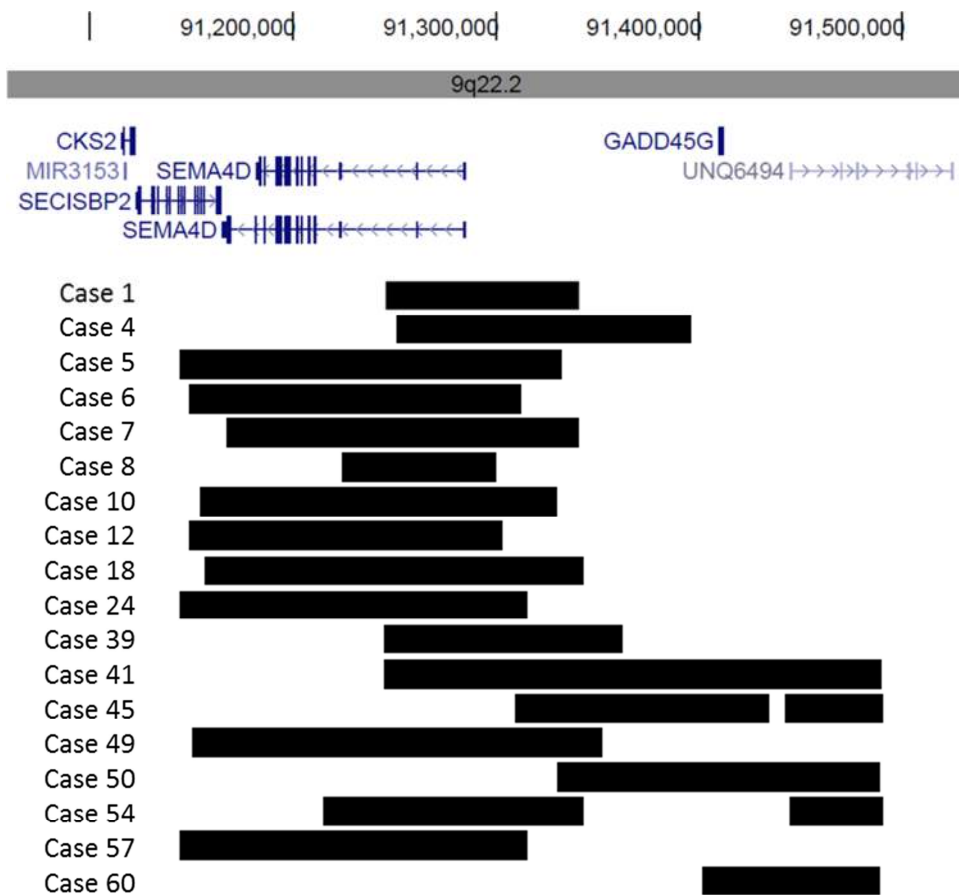 91,200,000 91,300,000 91,400,000 91,500,000
9q22.2
CKS2 GADD45G
MIR3153 SEMA4D UNQ6494
SECISBP2
SEMA4D
Case 1
Case 4
Case 5
Case 6
Case 7
Case 8
Case 10
Case 12
Case 18
Case 24
Case 39
Case 41
Case 45
Case 49
Case 50
Case 54
Case 57
Case 60